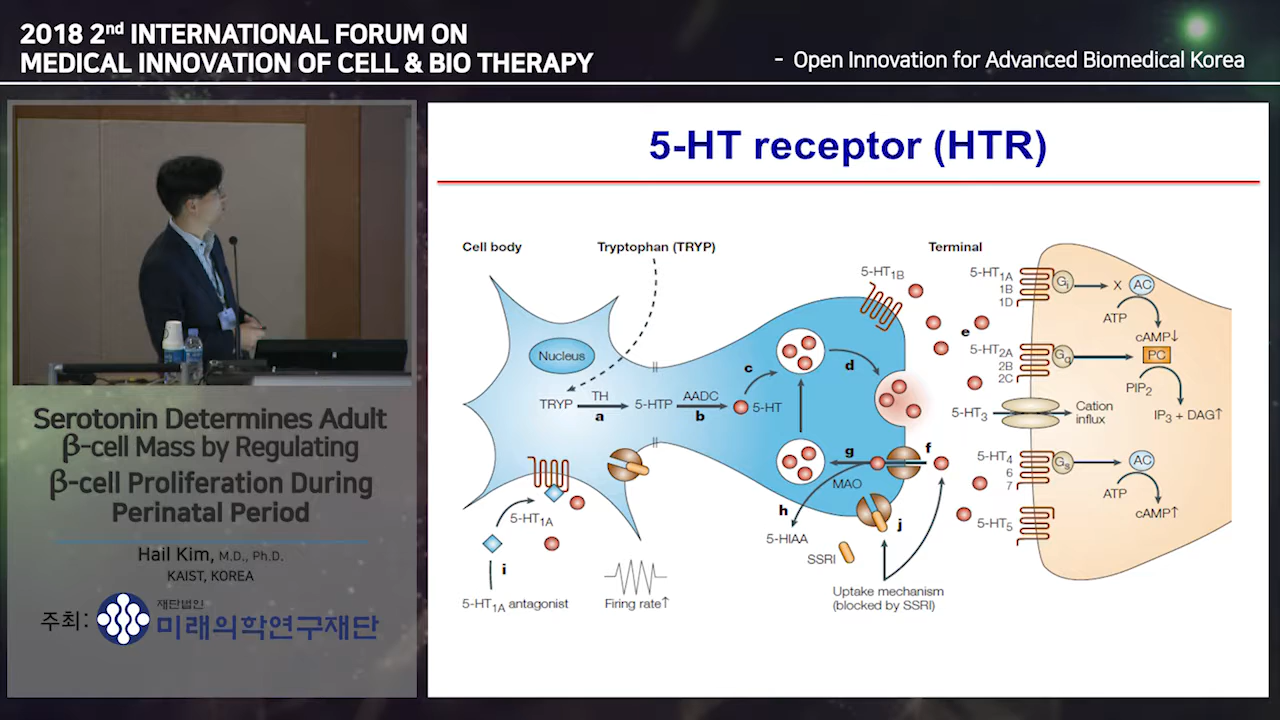 2018 2nd INTERNATIONAL FORUM ON
MEDICAL INNOVATION OF CELL & BIO THERAPY
- Open Innovation for Advanced Biomedical Korea
Serotonin Determines Adult
β-cell Mass by Regulating
β-cell Proliferation During
Perinatal Period
Hail Kim, M.D., Ph.D.
KAIST, KOREA
주최:
재단법인
미래의학연구재단
5-HT receptor (HTR)
Cell body
Tryptophan (TRYP)
Terminal
Nucleus
TRYP
TH
a
5-HTP
AADC
b
5-HT
c
d
5-HT1B
e
f
g
MAO
h
5-HIAA
SSRI
j
Uptake mechanism
(blocked by SSRI)
5-HT1A
i
5-HT1A antagonist
Firing rate↑
5-HT1A
1B
1D
Gi
X
AC
ATP
cAMP↓
5-HT2A
2B
2C
Gq
PC
PIP2
IP3 + DAG↑
5-HT3
Cation
influx
5-HT4
6
7
Gs
AC
ATP
cAMP↑
5-HT5